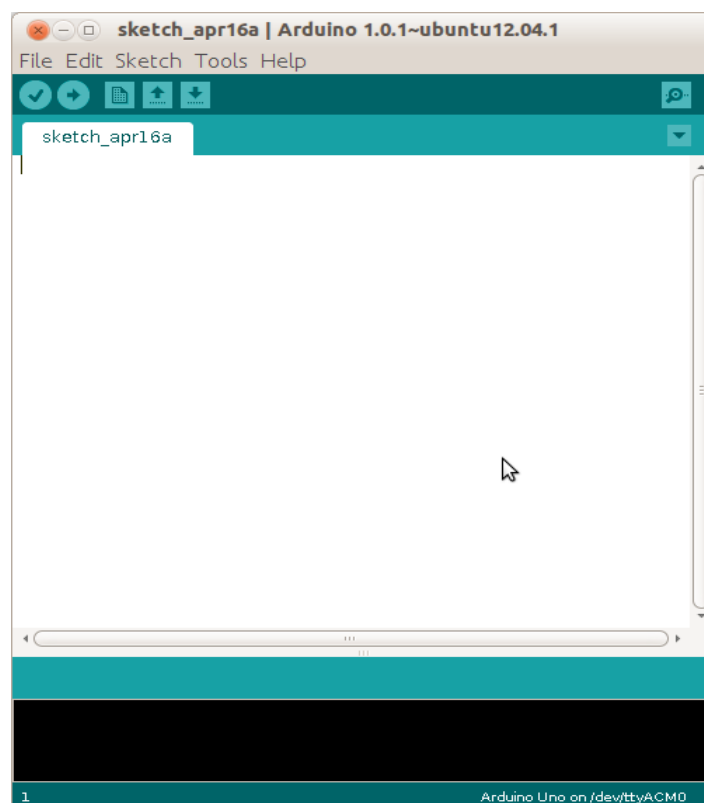 sketch_apr16a | Arduino 1.0.1~ubuntu12.04.1
File Edit Sketch Tools Help
sketch_apr16a
1 Arduino Uno on /dev/ttyACM0